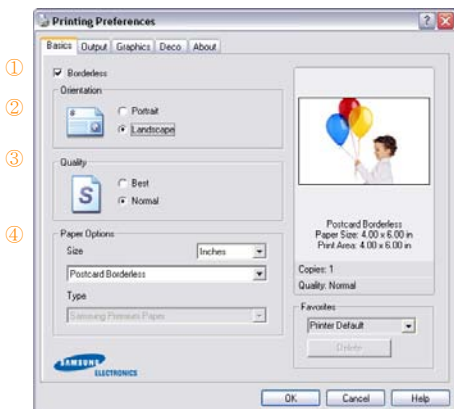 Printing Preferences
Basics Output Graphics Deco About
① Borderless
② Orientation
Portrait
Landscape
③ Quality
S
Best
Normal
④ Paper Options
Size Inches
Postcard Borderless
Type
Samsung Premium Paper
SAMSUNG
ELECTRONICS
Postcard Borderless
Paper Size: 4.00 x 6.00 in
Print Area: 4.00 x 6.00 in
Copies: 1
Quality: Normal
Favorites
Printer Default
Delete
OK Cancel Help